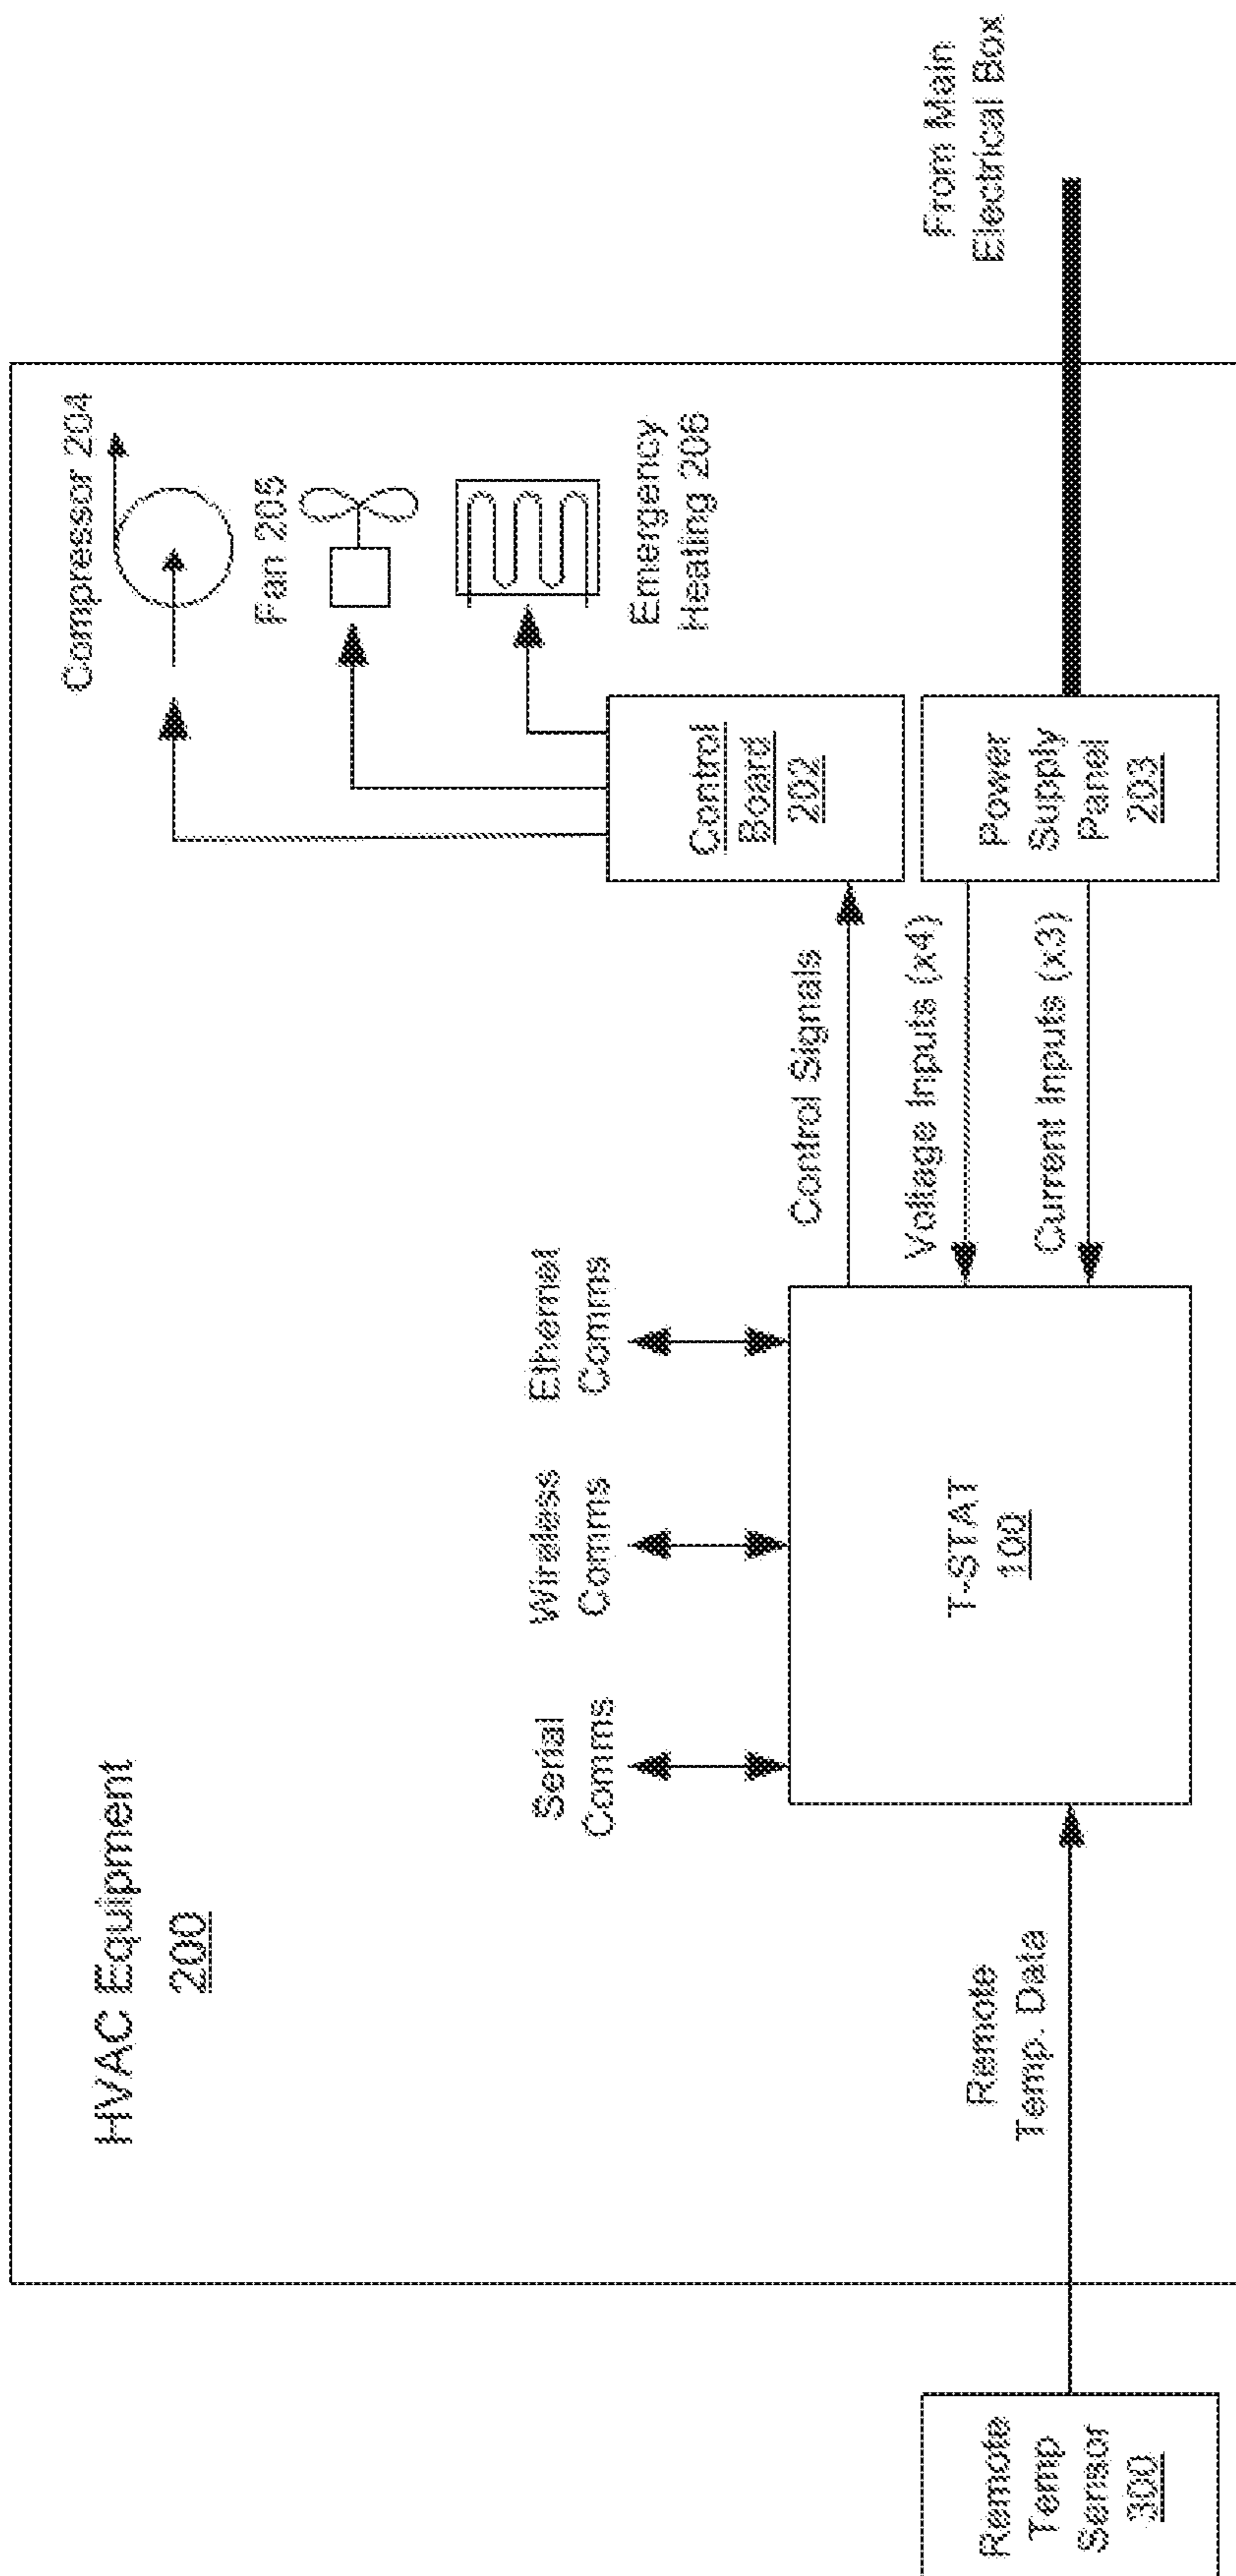 HVAC Equipment
200
Compressor 204
Fan 205
Emergency
Heating 206
Serial
Comms
Wireless
Comms
Ethernet
Comms
Control
Board
202
Control Signals
From Main
Electrical Box
Remote
Temp
Sensor
300
Remote
Temp. Data
T-STAT
100
Voltage Inputs (x4)
Current Inputs (x3)
Power
Supply
Panel
203